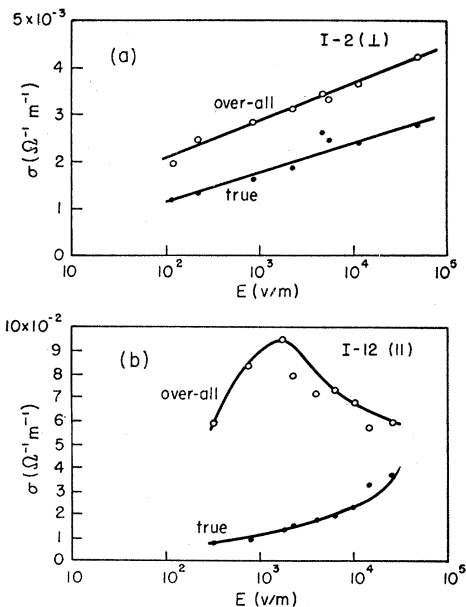 5×10⁻³
I-2(⊥)
(a)
4
over-all
3
σ(Ω⁻¹ m⁻¹)
2
true
1
0
10 10² 10³ 10⁴ 10⁵
E (v/m)
10×10⁻²
I-12 (II)
9
(b)
8
7
over-all
6
σ(Ω⁻¹m⁻¹)
5
4
3
2
true
1
0
10 10² 10³ 10⁴ 10⁵
E (v/m)